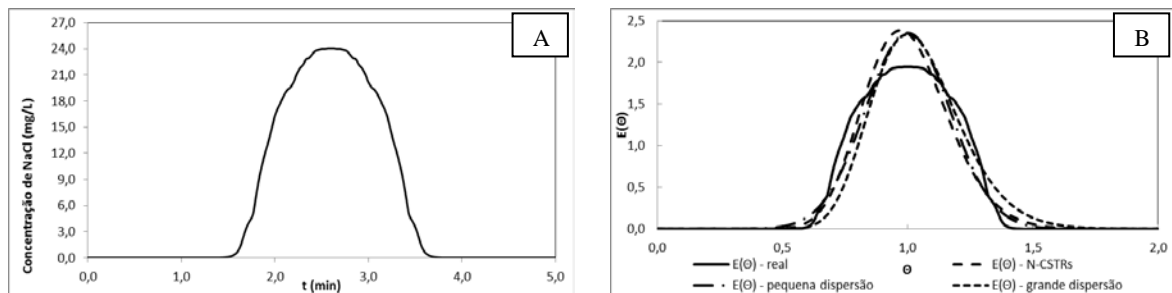 A
Concentração de NaCl (mg/L)
27,0
24,0
21,0
18,0
15,0
12,0
9,0
6,0
3,0
0,0
0,0 1,0 2,0 3,0 4,0 5,0
t (min)
B
E(Θ)
2,5
2,0
1,5
1,0
0,5
0,0
0,0 0,5 1,0 1,5 2,0
Θ
E(Θ) - real
E(Θ) - N-CSTRs
E(Θ) - pequena dispersão
E(Θ) - grande dispersão